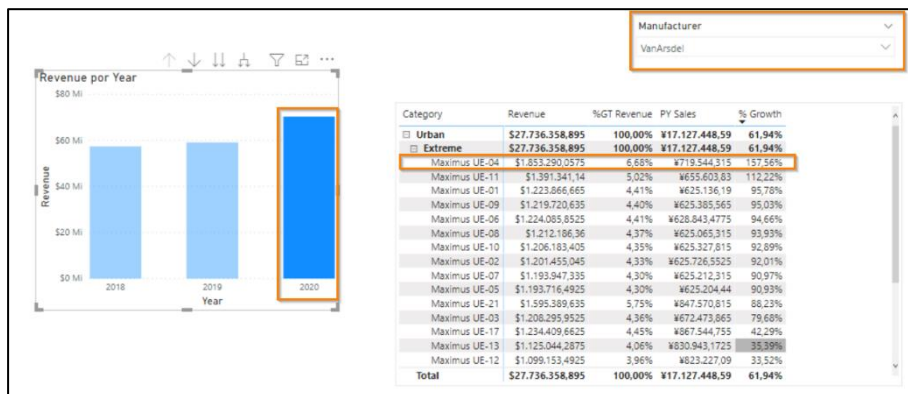 Manufacturer
VanArsdel
Revenue por Year
$80 Mi
$60 Mi
$40 Mi
$20 Mi
$0 Mi
Revenue
2018 2019 2020
Year
Category Revenue %GT Revenue PY Sales % Growth
Urban $27.736.358,895 100,00% ¥17.127.448,59 61,94%
Extreme $27.736.358,895 100,00% ¥17.127.448,59 61,94%
Maximus UE-04 $1.853.290,0575 6,68% ¥719.544,315 157,56%
Maximus UE-11 $1.391.341,14 5,02% ¥655.603,83 112,22%
Maximus UE-01 $1.223.866,665 4,41% ¥625.136,19 95,78%
Maximus UE-09 $1.219.720,635 4,40% ¥625.385,565 95,03%
Maximus UE-06 $1.224.085,8525 4,41% ¥628.843,4775 94,66%
Maximus UE-08 $1.212.186,36 4,37% ¥625.065,315 93,93%
Maximus UE-10 $1.206.183,405 4,35% ¥625.327,815 92,89%
Maximus UE-02 $1.201.455,045 4,33% ¥625.726,5525 92,01%
Maximus UE-07 $1.193.947,335 4,30% ¥625.212,315 90,97%
Maximus UE-05 $1.193.716,4925 4,30% ¥625.204,44 90,93%
Maximus UE-21 $1.595.389,635 5,75% ¥847.570,815 88,23%
Maximus UE-03 $1.208.295,9525 4,36% ¥672.473,865 79,68%
Maximus UE-17 $1.234.409,6625 4,45% ¥867.544,755 42,29%
Maximus UE-13 $1.125.044,2875 4,06% ¥830.943,1725 35,39%
Maximus UE-12 $1.099.153,4925 3,96% ¥823.227,09 33,52%
Total $27.736.358,895 100,00% ¥17.127.448,59 61,94%